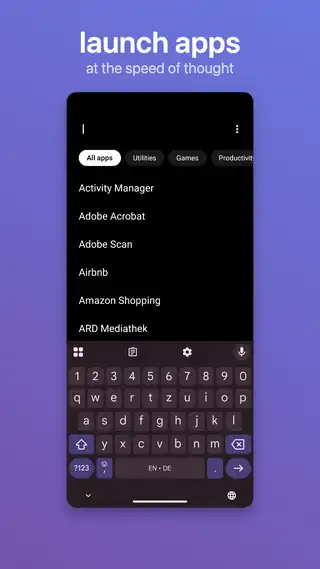 launch apps
at the speed of thought
All apps Utilities Games Productivity
Activity Manager
Adobe Acrobat
Adobe Scan
Airbnb
Amazon Shopping
ARD Mediathek
1 2 3 4 5 6 7 8 9 0
q w e r t z u i o p
a s d f g h j k l
y x c v b n m
?123 , EN • DE .